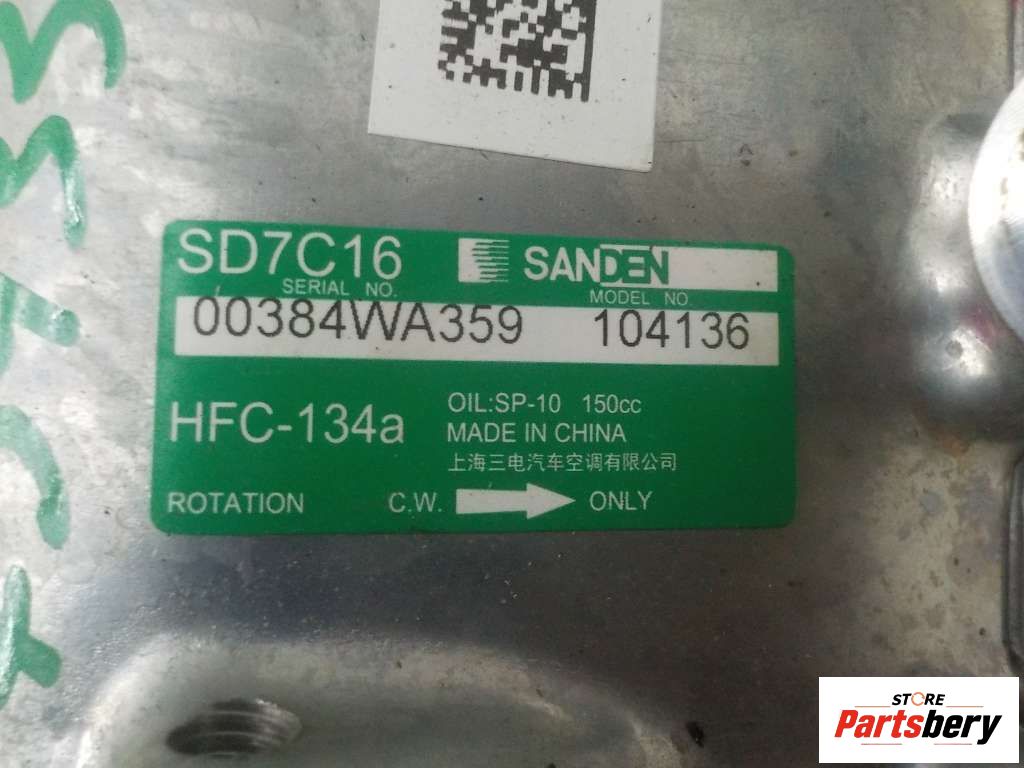 SD7C16 SANDEN
SERIAL NO. MODEL NO.
00384WA359 104136
HFC-134a
OIL:SP-10 150cc
MADE IN CHINA
上海三电汽车空调有限公司
ROTATION C.W. ONLY
STORE
Partsbery